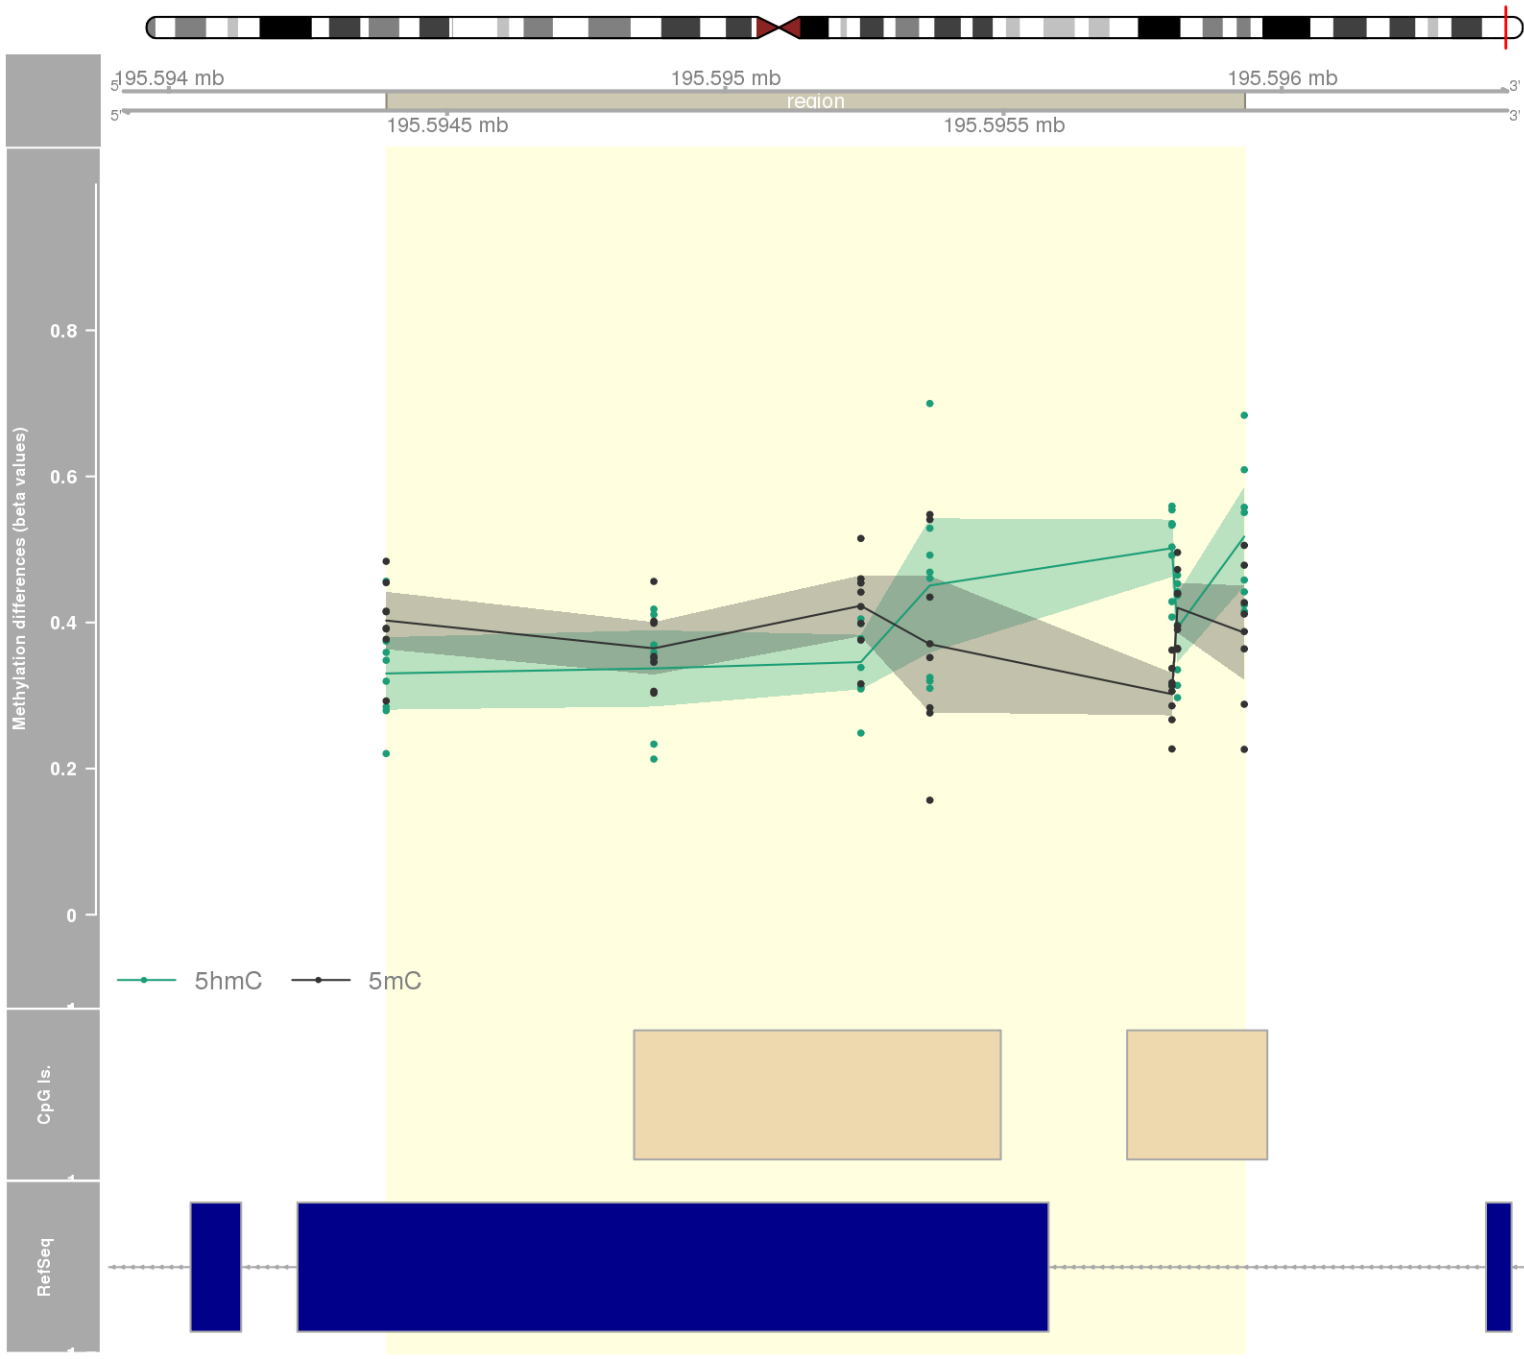 195.594 mb
195.595 mb
195.596 mb
5'
3'
region
5'
3'
195.5945 mb
195.5955 mb
Methylation differences (beta values)
0.8
0.6
0.4
0.2
0
5hmC
5mC
CpG Is.
RefSeq